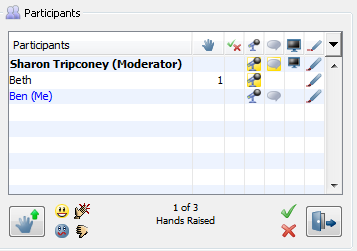 Participants
Participants
Sharon Tripconey (Moderator)
Beth 1
Ben (Me)
1 of 3
Hands Raised